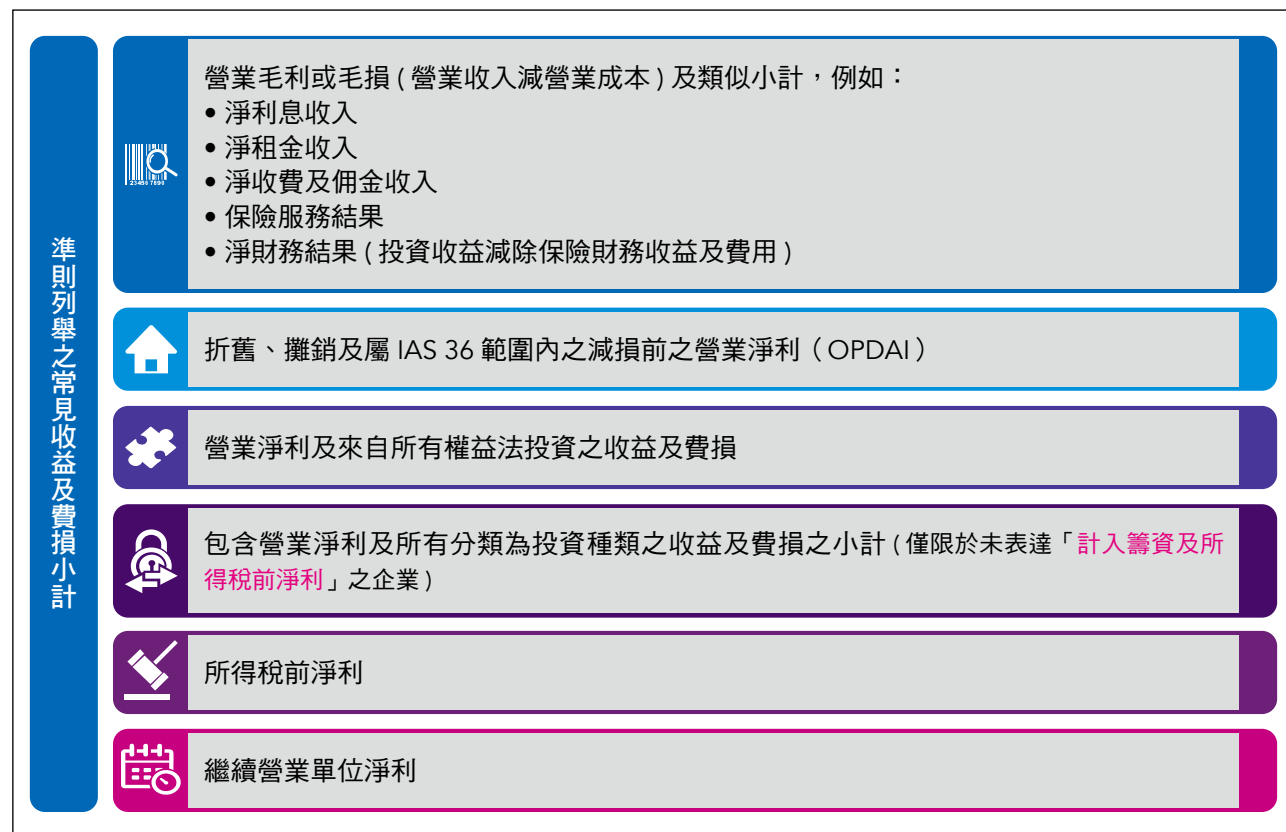 準則列舉之常見收益及費損小計
營業毛利或毛損 ( 營業收入減營業成本 ) 及類似小計，例如：
• 淨利息收入
• 淨租金收入
• 淨收費及佣金收入
• 保險服務結果
• 淨財務結果 ( 投資收益減除保險財務收益及費用 )
23456 7890
折舊、攤銷及屬 IAS 36 範圍內之減損前之營業淨利（OPDAI）
營業淨利及來自所有權益法投資之收益及費損
包含營業淨利及所有分類為投資種類之收益及費損之小計 ( 僅限於未表達「計入籌資及所
得稅前淨利」之企業 )
所得稅前淨利
繼續營業單位淨利